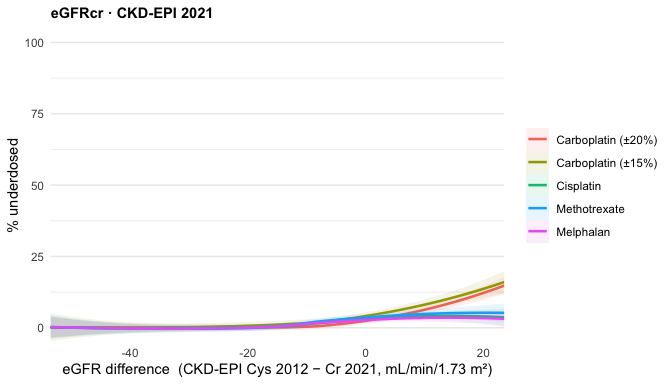 eGFRcr · CKD-EPI 2021
100
75
50
25
0
% underdosed
-40
-20
0
20
eGFR difference  (CKD-EPI Cys 2012 − Cr 2021, mL/min/1.73 m²)
Carboplatin (±20%)
Carboplatin (±15%)
Cisplatin
Methotrexate
Melphalan